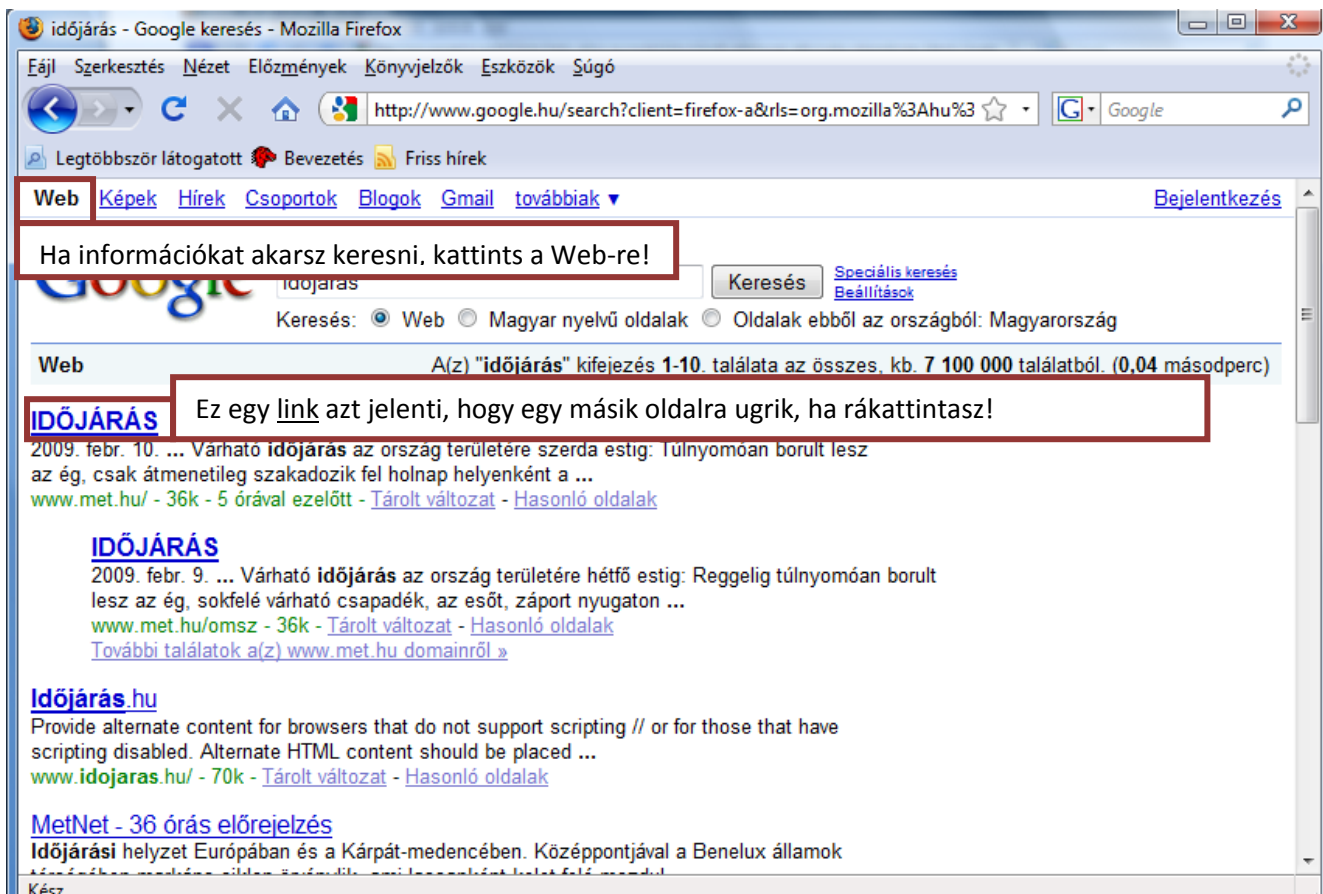 időjárás - Google keresés - Mozilla Firefox
Fájl Szerkesztés Nézet Előzmények Könyvjelzők Eszközök Súgó
http://www.google.hu/search?client=firefox-a&rls=org.mozilla%3Ahu%3 G Google
Legtöbbször látogatott Bevezetés Friss hírek
Web Képek Hírek Csoportok Blogok Gmail továbbiak ▼ Bejelentkezés
Ha információkat akarsz keresni, kattints a Web-re!
Google időjárás Keresés Speciális keresés
Beállítások
Keresés: Web Magyar nyelvű oldalak Oldalak ebből az országból: Magyarország
Web A(z) "időjárás" kifejezés 1-10. találata az összes, kb. 7 100 000 találatból. (0,04 másodperc)
Ez egy link azt jelenti, hogy egy másik oldalra ugrik, ha rákattintasz!
IDŐJÁRÁS
2009. febr. 10. ... Várható időjárás az ország területére szerda estig: Túlnyomóan borult lesz
az ég, csak átmenetileg szakadozik fel holnap helyenként a ...
www.met.hu/ - 36k - 5 órával ezelőtt - Tárolt változat - Hasonló oldalak
IDŐJÁRÁS
2009. febr. 9. ... Várható időjárás az ország területére hétfő estig: Reggelig túlnyomóan borult
lesz az ég, sokfelé várható csapadék, az esőt, záport nyugaton ...
www.met.hu/omsz - 36k - Tárolt változat - Hasonló oldalak
További találatok a(z) www.met.hu domainről »
Időjárás.hu
Provide alternate content for browsers that do not support scripting // or for those that have
scripting disabled. Alternate HTML content should be placed ...
www.idojaras.hu/ - 70k - Tárolt változat - Hasonló oldalak
MetNet - 36 órás előrejelzés
Időjárási helyzet Európában és a Kárpát-medencében. Középpontjával a Benelux államok
Kész